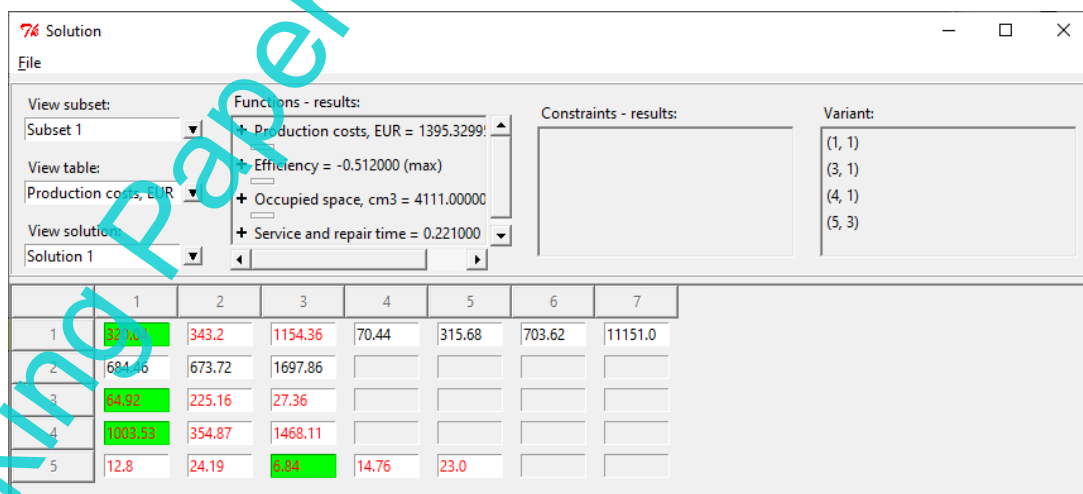 Solution
File
View subset:
Subset 1
View table:
Production costs, EUR
View solution:
Solution 1
Functions - results:
+ Production costs, EUR = 1395.3299
+ Efficiency = -0.512000 (max)
+ Occupied space, cm3 = 4111.00000
+ Service and repair time = 0.221000
Constraints - results:
Variant:
(1, 1)
(3, 1)
(4, 1)
(5, 3)
1 2 3 4 5 6 7
1 343.2 1154.36 70.44 315.68 703.62 11151.0
2 684.46 673.72 1697.86
3 64.92 225.16 27.36
4 1003.53 354.87 1468.11
5 12.8 24.19 6.84 14.76 23.0
king Paper